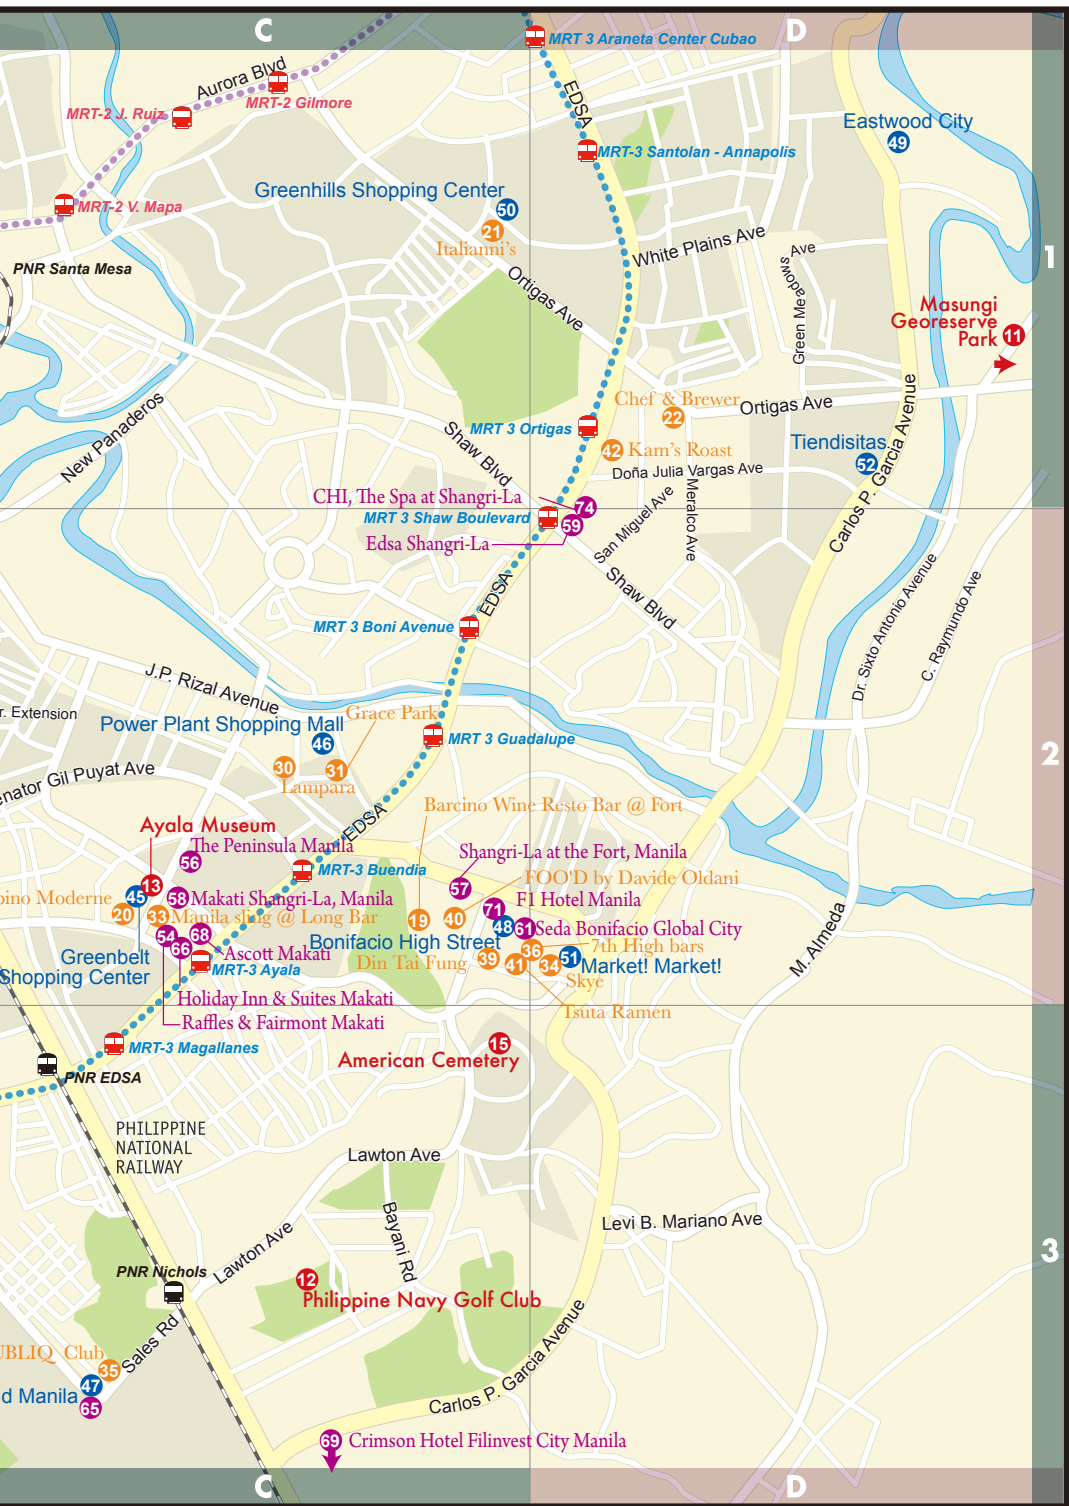 C
D
MRT 3 Araneta Center Cubao
Aurora Blvd
EDSA
MRT-2 Gilmore
MRT-2 J. Ruiz
Eastwood City
49
MRT-3 Santolan - Annapolis
Greenhills Shopping Center
50
MRT-2 V. Mapa
21
Italianni's
White Plains Ave
Ave
Green Meadows
1
PNR Santa Mesa
Ortigas Ave
Masungi
Georeserve
Park
11
New Panaderos
Chef & Brewer
22
Ortigas Ave
MRT 3 Ortigas
Shaw Blvd
42
Kam's Roast
Tiendisitas
52
Carlos P. Garcia Avenue
Doña Julia Vargas Ave
CHI, The Spa at Shangri-La
74
MRT 3 Shaw Boulevard
59
Edsa Shangri-La
San Miguel Ave
Meralco Ave
Shaw Blvd
EDSA
MRT 3 Boni Avenue
Dr. Sixto Antonio Avenue
C. Raymundo Ave
J.P. Rizal Avenue
r. Extension
Power Plant Shopping Mall
Grace Park
46
MRT 3 Guadalupe
2
enator Gil Puyat Ave
30
31
Lampara
EDSA
Barcino Wine Resto Bar @ Fort
Ayala Museum
The Peninsula Manila
56
MRT-3 Buendia
Shangri-La at the Fort, Manila
57
FOO'D by Davide Oldani
13
45
58
Makati Shangri-La, Manila
pino Moderne
20
33
Manila sling @ Long Bar
19
40
71
F1 Hotel Manila
48
61
Seda Bonifacio Global City
54
68
66
Ascott Makati
Bonifacio High Street
36
7th High bars
Greenbelt
Shopping Center
MRT-3 Ayala
Din Tai Fung
39
41
34
51
Market! Market!
Skye
M. Almeda
Holiday Inn & Suites Makati
Raffles & Fairmont Makati
Tsuta Ramen
MRT-3 Magallanes
15
American Cemetery
PNR EDSA
PHILIPPINE
NATIONAL
RAILWAY
Lawton Ave
Bayani Rd
Levi B. Mariano Ave
3
Lawton Ave
PNR Nichols
12
Philippine Navy Golf Club
Sales Rd
UBLIQ Club
35
47
d Manila
65
Carlos P. Garcia Avenue
69
Crimson Hotel Filinvest City Manila
C
D